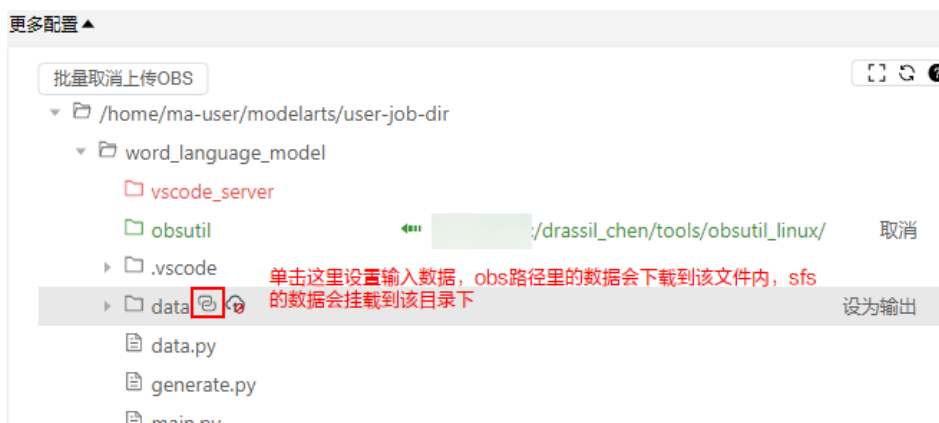 更多配置▲
批量取消上传OBS
/home/ma-user/modelarts/user-job-dir
word_language_model
vscode_server
obsutil :/drassil_chen/tools/obsutil_linux/ 取消
.vscode
单击这里设置输入数据，obs路径里的数据会下载到该文件内，sfs
的数据会挂载到该目录下
data 设为输出
data.py
generate.py
main.py